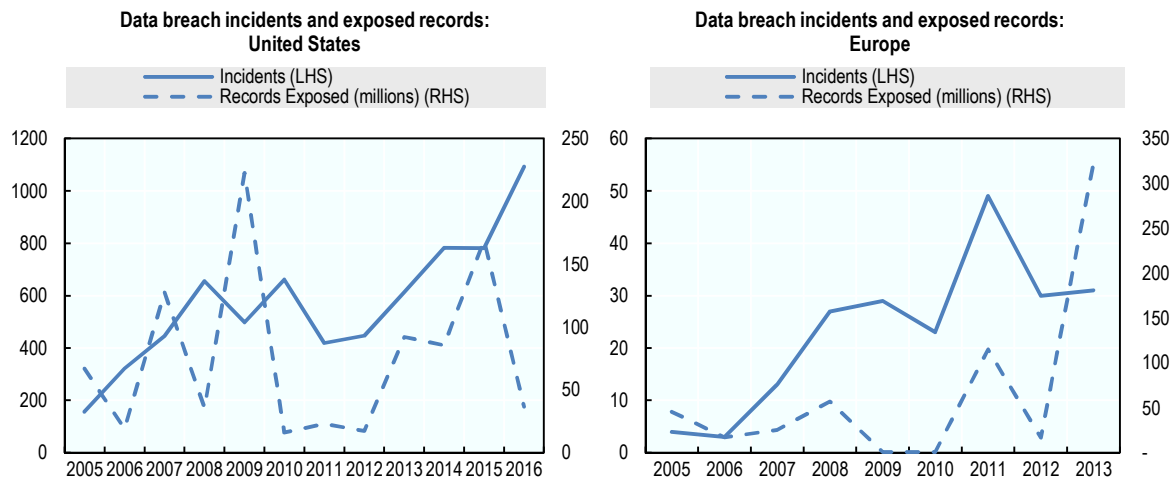 Data breach incidents and exposed records:
United States
Incidents (LHS)
Records Exposed (millions) (RHS)
1200
1000
800
600
400
200
0
250
200
150
100
50
0
2005 2006 2007 2008 2009 2010 2011 2012 2013 2014 2015 2016
Data breach incidents and exposed records:
Europe
Incidents (LHS)
Records Exposed (millions) (RHS)
60
50
40
30
20
10
0
350
300
250
200
150
100
50
-
2005 2006 2007 2008 2009 2010 2011 2012 2013